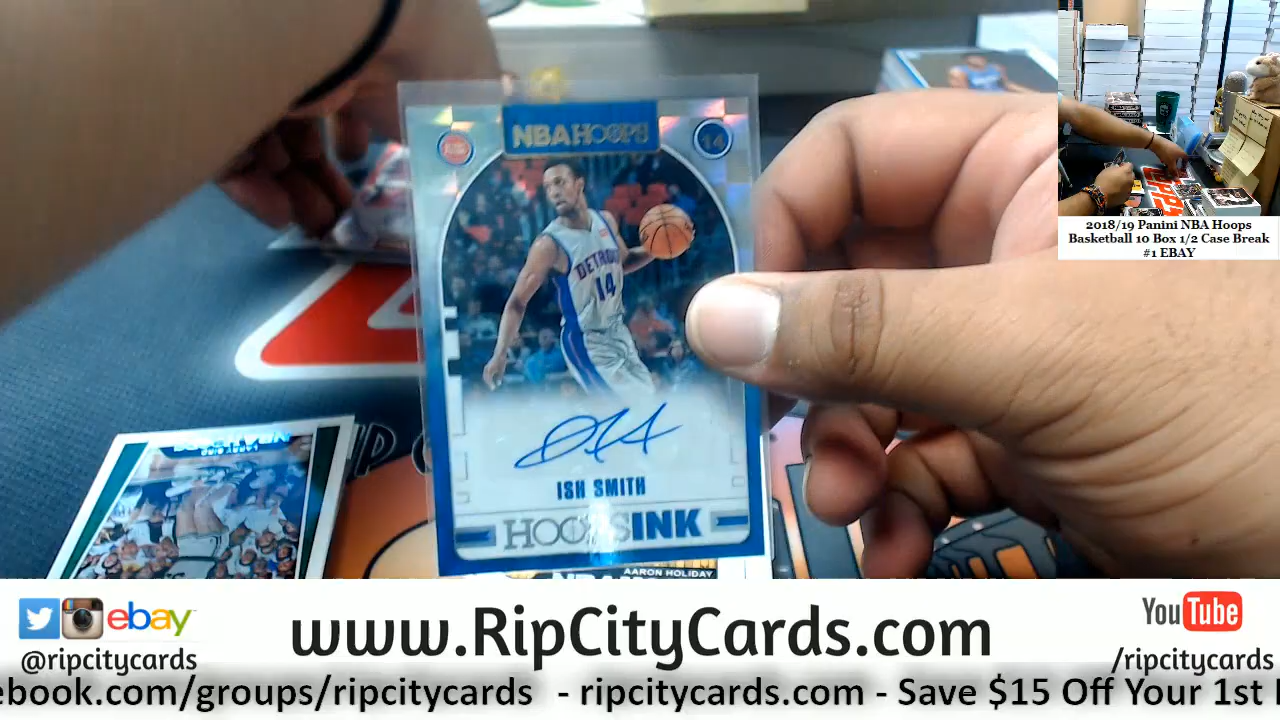 NBA HOOPS
14
DETROIT
14
ISH SMITH
HOOPS INK
AARON HOLIDAY
2018/19 Panini NBA Hoops
Basketball 10 Box 1/2 Case Break
#1 EBAY
ebay
@ripcitycards
www.RipCityCards.com
YouTube
/ripcitycards
ebook.com/groups/ripcitycards - ripcitycards.com - Save $15 Off Your 1st